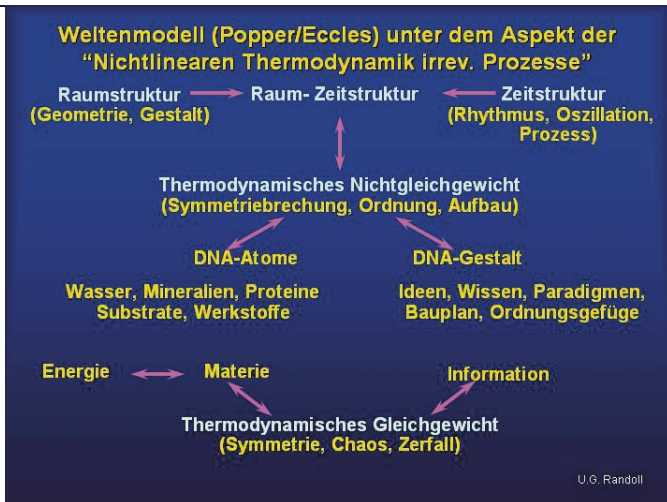 Weltenmodell (Popper/Eccles) unter dem Aspekt der
“Nichtlinearen Thermodynamik irrev. Prozesse”
Raumstruktur
(Geometrie, Gestalt)
Raum- Zeitstruktur
Zeitstruktur
(Rhythmus, Oszillation,
Prozess)
Thermodynamisches Nichtgleichgewicht
(Symmetriebrechung, Ordnung, Aufbau)
DNA-Atome
Wasser, Mineralien, Proteine
Substrate, Werkstoffe
DNA-Gestalt
Ideen, Wissen, Paradigmen,
Bauplan, Ordnungsgefüge
Energie
Materie
Information
Thermodynamisches Gleichgewicht
(Symmetrie, Chaos, Zerfall)
U.G. Randoll